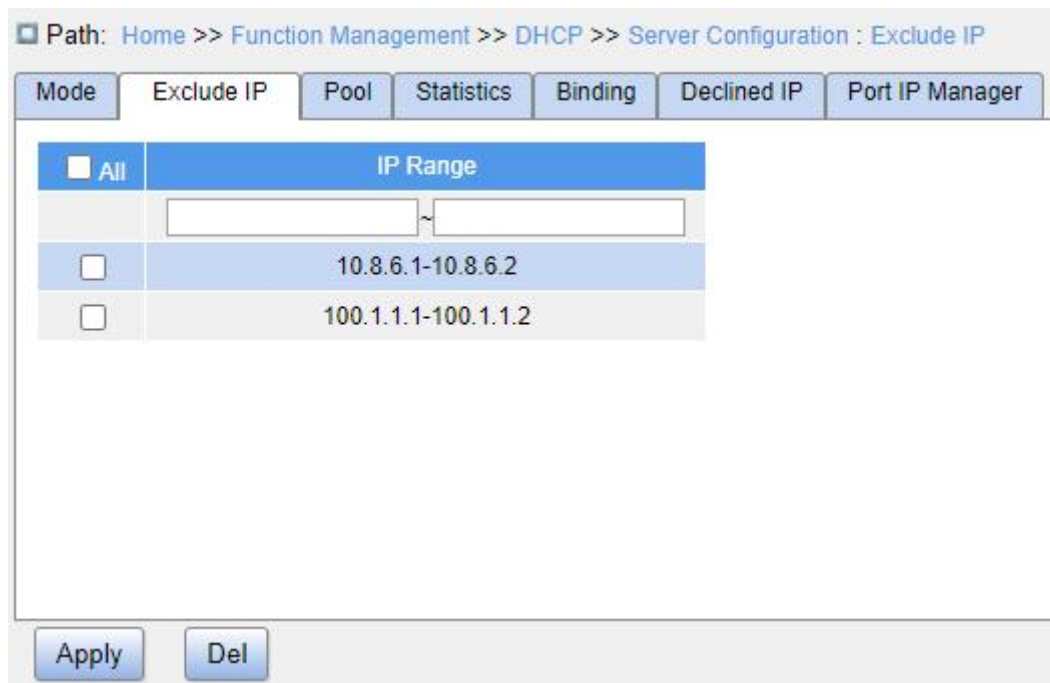 Path: Home >> Function Management >> DHCP >> Server Configuration : Exclude IP
Mode Exclude IP Pool Statistics Binding Declined IP Port IP Manager
All IP Range
~
10.8.6.1-10.8.6.2
100.1.1.1-100.1.1.2
Apply Del